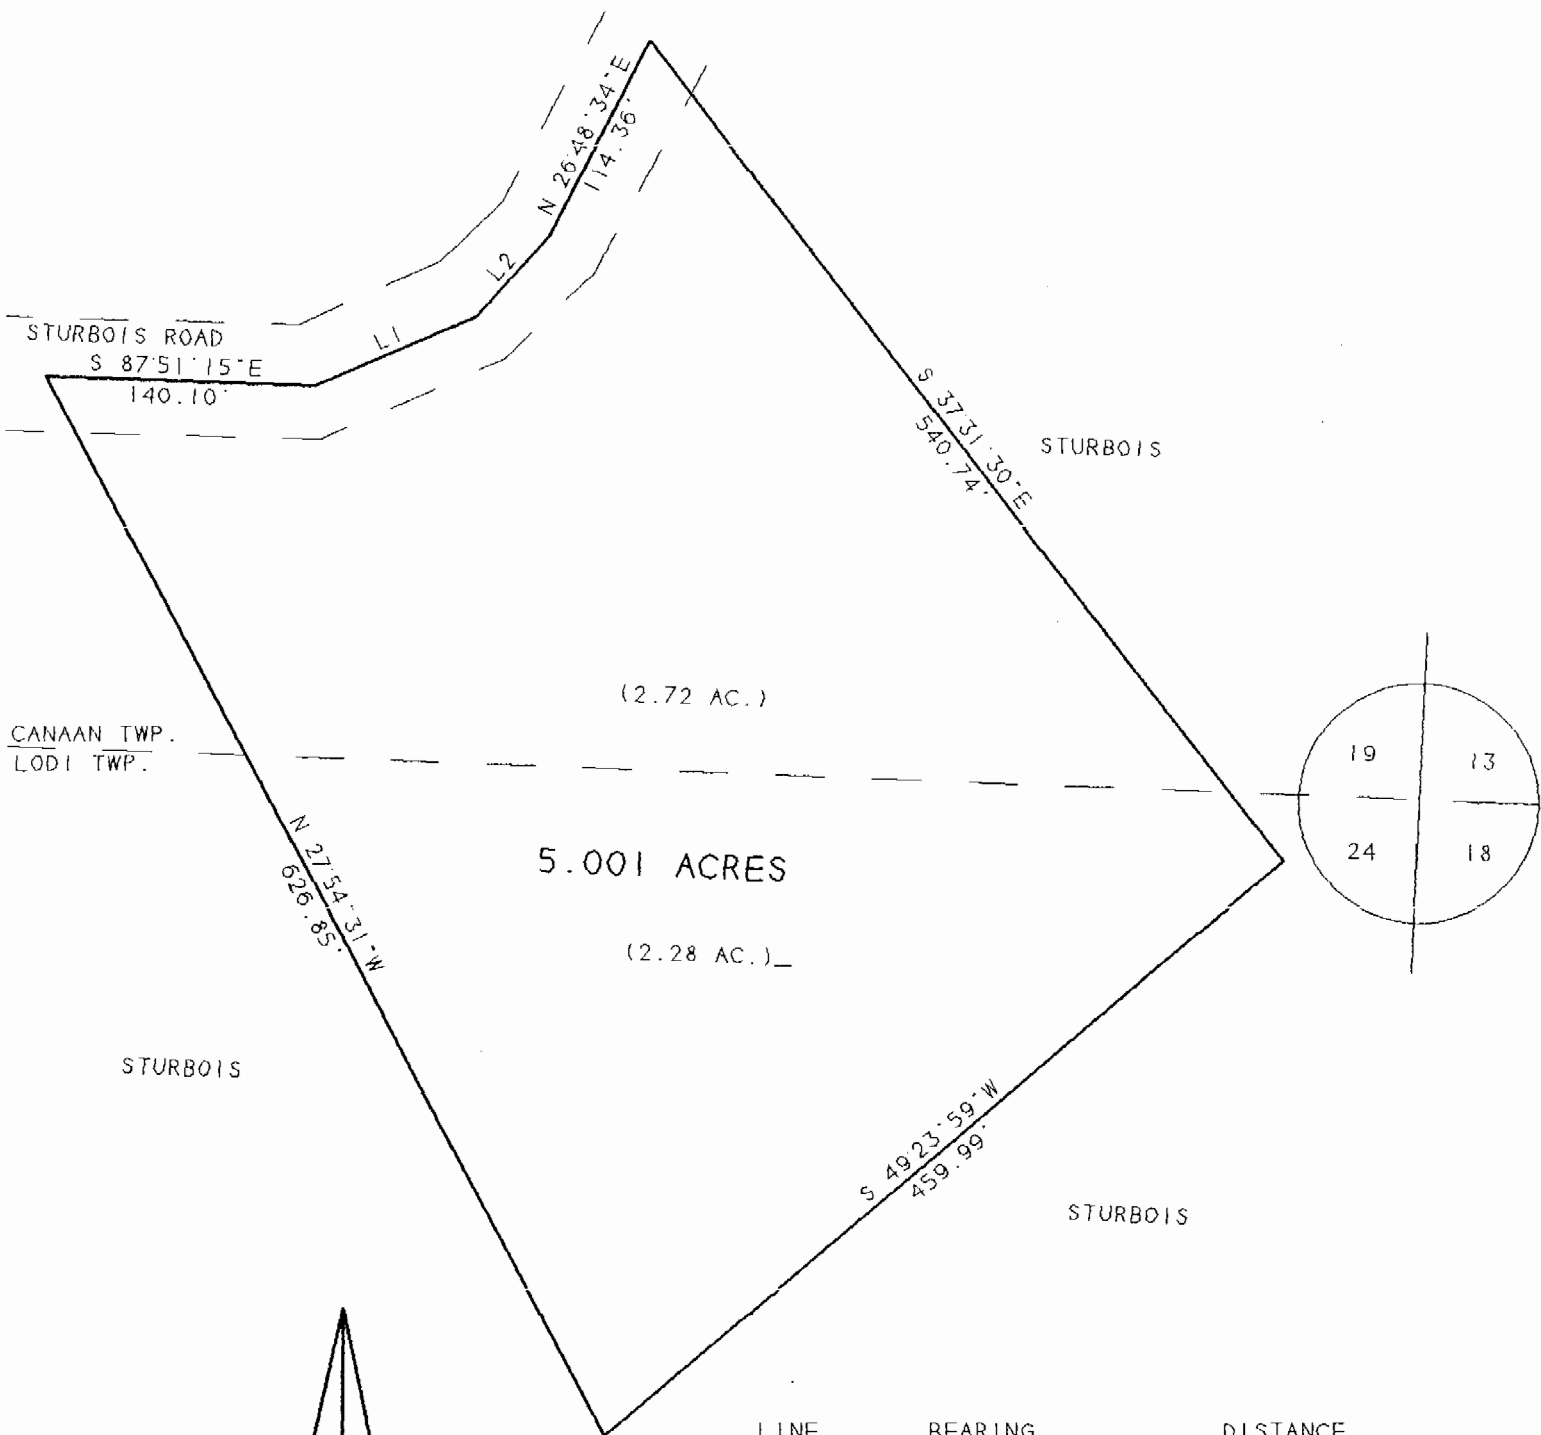 N 26°48'34"E
114.36'
L2
L1
STURBOIS ROAD
S 87°51'15"E
140.10'
S 37°31'30"E
540.74'
STURBOIS
(2.72 AC.)
CANAAN TWP.
LODI TWP.
19
13
24
18
5.001 ACRES
N 27°54'31"W
626.85'
(2.28 AC.)
STURBOIS
S 49°23'59"W
459.99'
STURBOIS
LINE BEARING DISTANCE